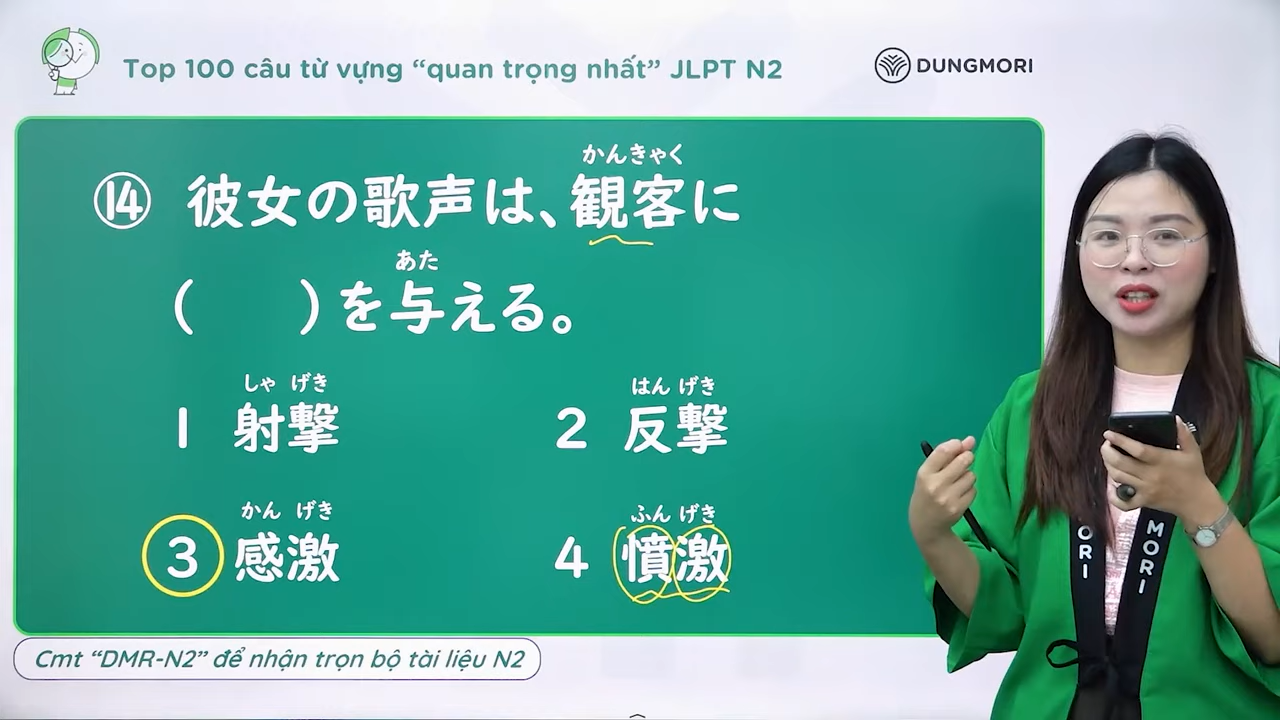 Top 100 câu từ vựng “quan trọng nhất” JLPT N2
DUNGMORI
かんきゃく
⑭ 彼女の歌声は、観客に
あた
( )を与える。
しゃ げき
1 射撃
はん げき
2 反撃
かん げき
3 感激
ふん げき
4 憤激
ORI
MORI
Cmt “DMR-N2” để nhận trọn bộ tài liệu N2